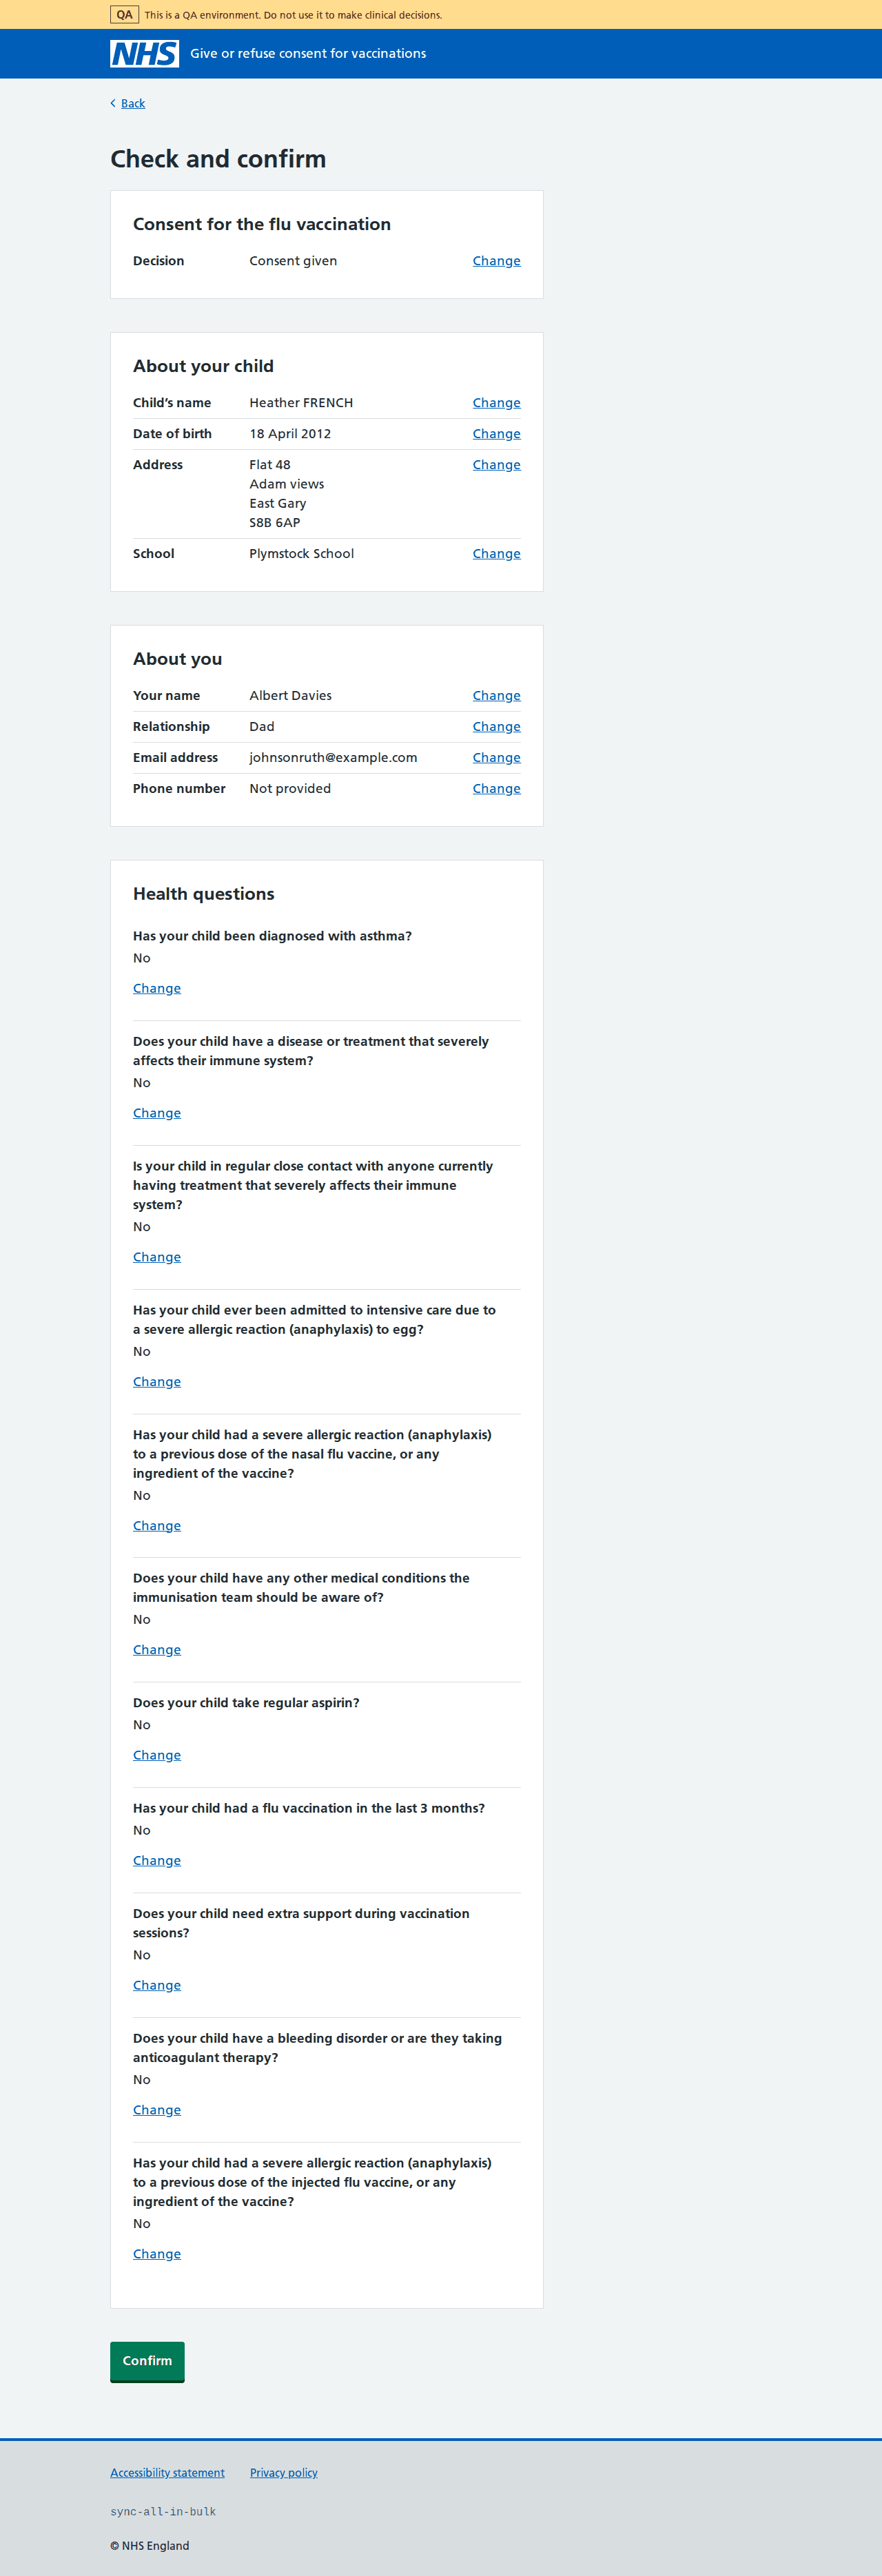 QA This is a QA environment. Do not use it to make clinical decisions.
NHS Give or refuse consent for vaccinations
Back
Check and confirm
Consent for the flu vaccination
Decision Consent given Change
About your child
Child’s name Heather FRENCH Change
Date of birth 18 April 2012 Change
Address Flat 48 Change
Adam views
East Gary
S8B 6AP
School Plymstock School Change
About you
Your name Albert Davies Change
Relationship Dad Change
Email address johnsonruth@example.com Change
Phone number Not provided Change
Health questions
Has your child been diagnosed with asthma?
No
Change
Does your child have a disease or treatment that severely
affects their immune system?
No
Change
Is your child in regular close contact with anyone currently
having treatment that severely affects their immune
system?
No
Change
Has your child ever been admitted to intensive care due to
a severe allergic reaction (anaphylaxis) to egg?
No
Change
Has your child had a severe allergic reaction (anaphylaxis)
to a previous dose of the nasal flu vaccine, or any
ingredient of the vaccine?
No
Change
Does your child have any other medical conditions the
immunisation team should be aware of?
No
Change
Does your child take regular aspirin?
No
Change
Has your child had a flu vaccination in the last 3 months?
No
Change
Does your child need extra support during vaccination
sessions?
No
Change
Does your child have a bleeding disorder or are they taking
anticoagulant therapy?
No
Change
Has your child had a severe allergic reaction (anaphylaxis)
to a previous dose of the injected flu vaccine, or any
ingredient of the vaccine?
No
Change
Confirm
Accessibility statement Privacy policy
sync-all-in-bulk
© NHS England